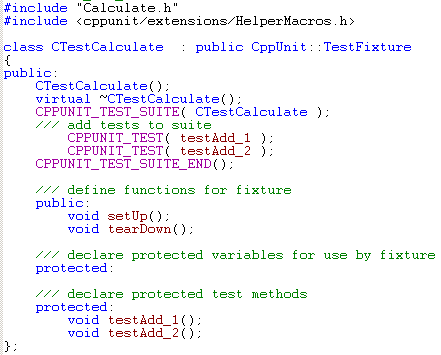 #include "Calculate.h"
#include <cppunit/extensions/HelperMacros.h>
class CTestCalculate : public CppUnit::TestFixture
{
public:
CTestCalculate();
virtual ~CTestCalculate();
CPPUNIT_TEST_SUITE( CTestCalculate );
/// add tests to suite
CPPUNIT_TEST( testAdd_1 );
CPPUNIT_TEST( testAdd_2 );
CPPUNIT_TEST_SUITE_END();
/// define functions for fixture
public:
void setUp();
void tearDown();
/// declare protected variables for use by fixture
protected:
/// declare protected test methods
protected:
void testAdd_1();
void testAdd_2();
};